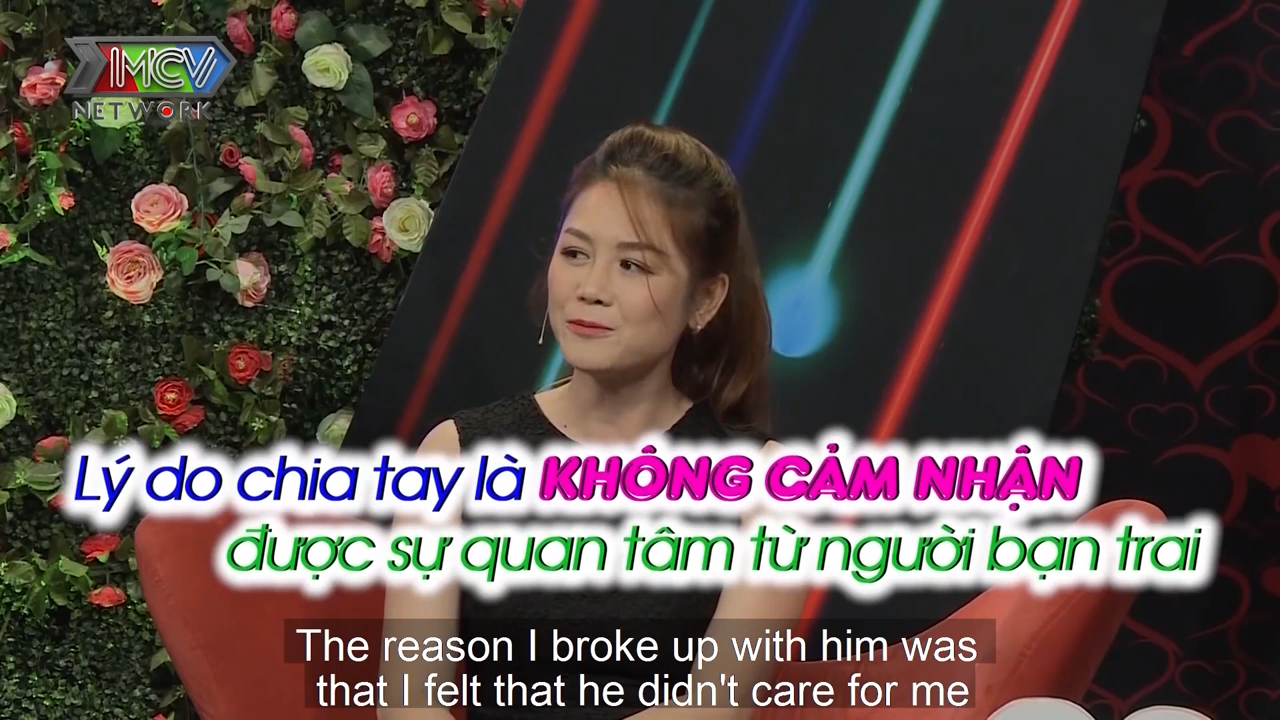 MCV
NETWORK
Lý do chia tay là KHÔNG CẢM NHẬN
được sự quan tâm từ người bạn trai
The reason I broke up with him was
that I felt that he didn't care for me